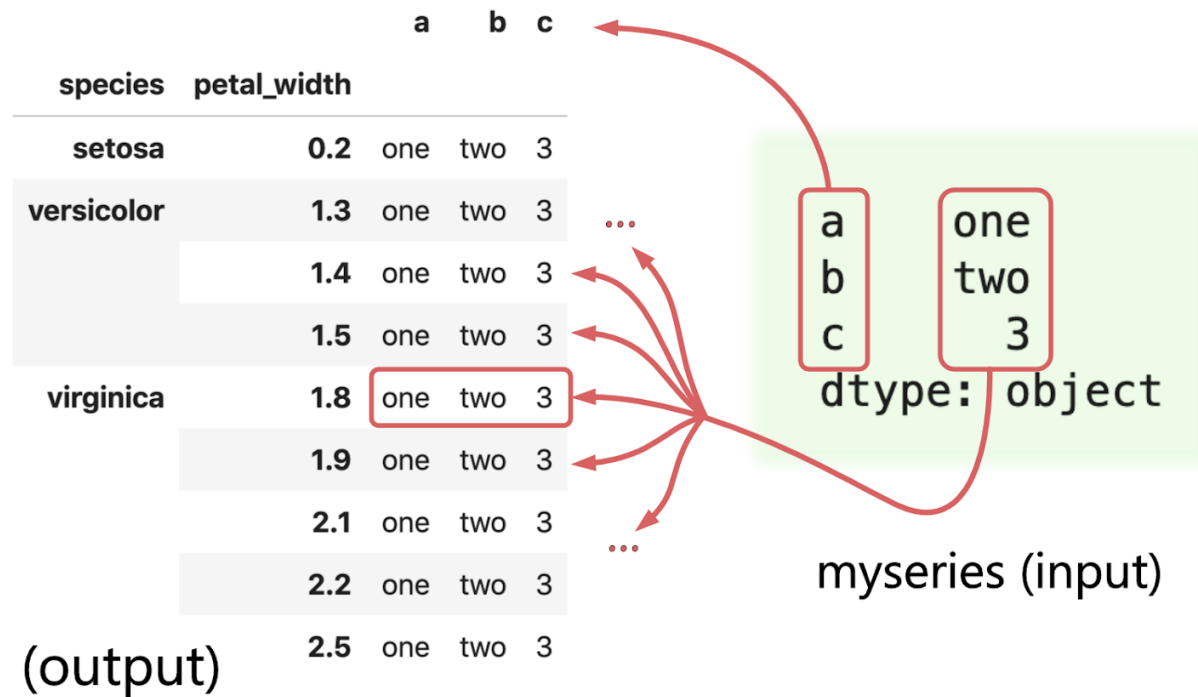 a b c
species petal_width
setosa 0.2 one two 3
versicolor 1.3 one two 3
1.4 one two 3
1.5 one two 3
virginica 1.8 one two 3
1.9 one two 3
2.1 one two 3
2.2 one two 3
2.5 one two 3
(output)
...
...
a one
b two
c 3
dtype: object
myseries (input)